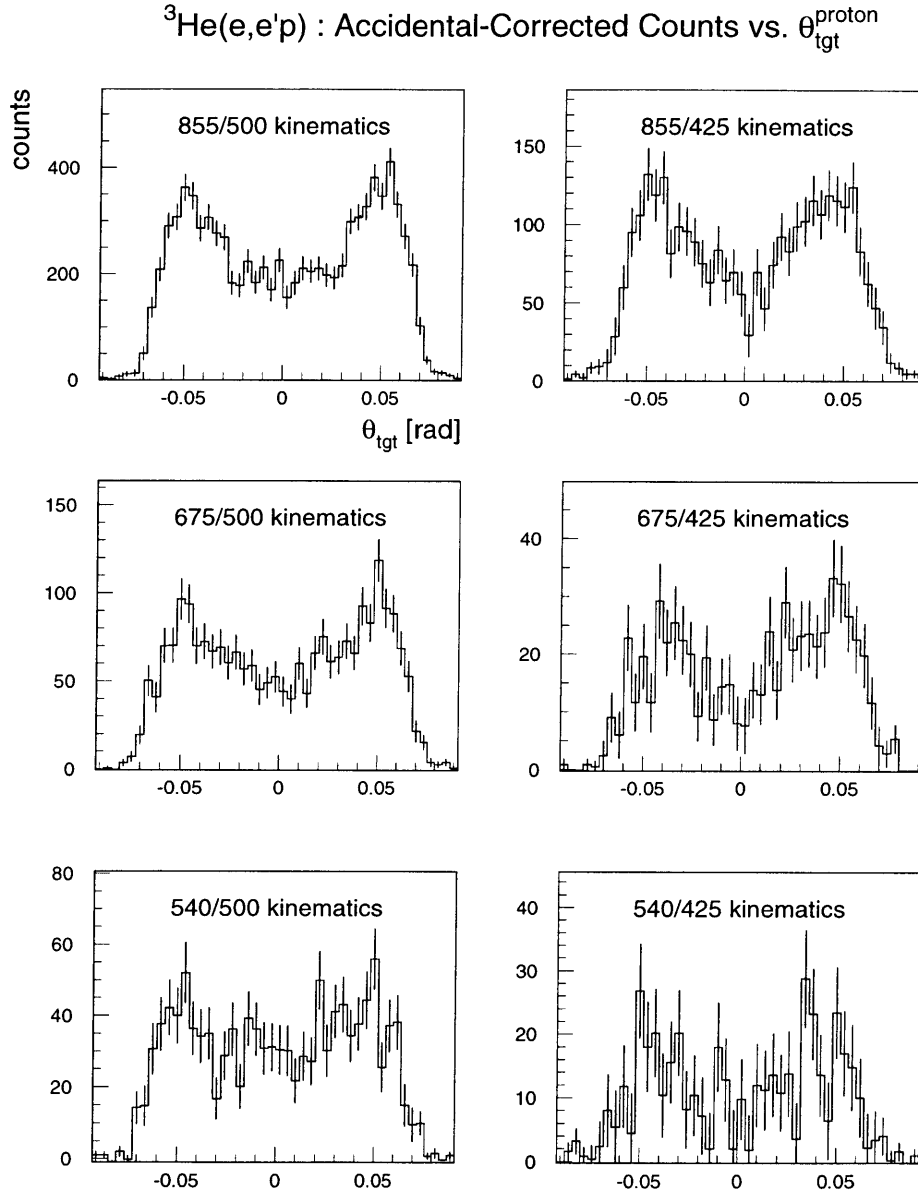 ³He(e,e'p) : Accidental-Corrected Counts vs. θ_tgt^proton
counts
855/500 kinematics
400
200
0
-0.05 0 0.05
θ_tgt [rad]
855/425 kinematics
150
100
50
0
-0.05 0 0.05
675/500 kinematics
150
100
50
0
-0.05 0 0.05
675/425 kinematics
40
20
0
-0.05 0 0.05
540/500 kinematics
80
60
40
20
0
-0.05 0 0.05
540/425 kinematics
40
30
20
10
0
-0.05 0 0.05